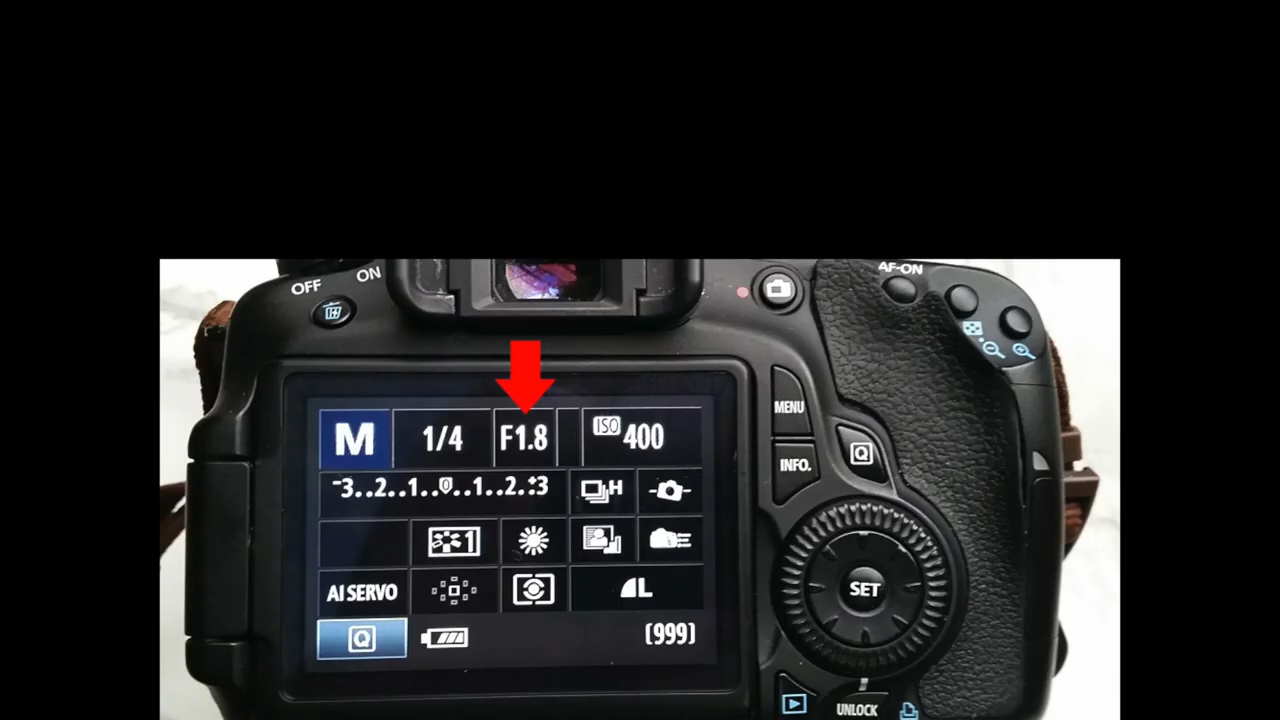 OFF ON
AF-ON
M 1/4 F1.8 ISO 400
MENU
Q
-3..2..1..0..1..2.:+3 H
INFO.
1
AI SERVO L
SET
Q (999)
UNLOCK